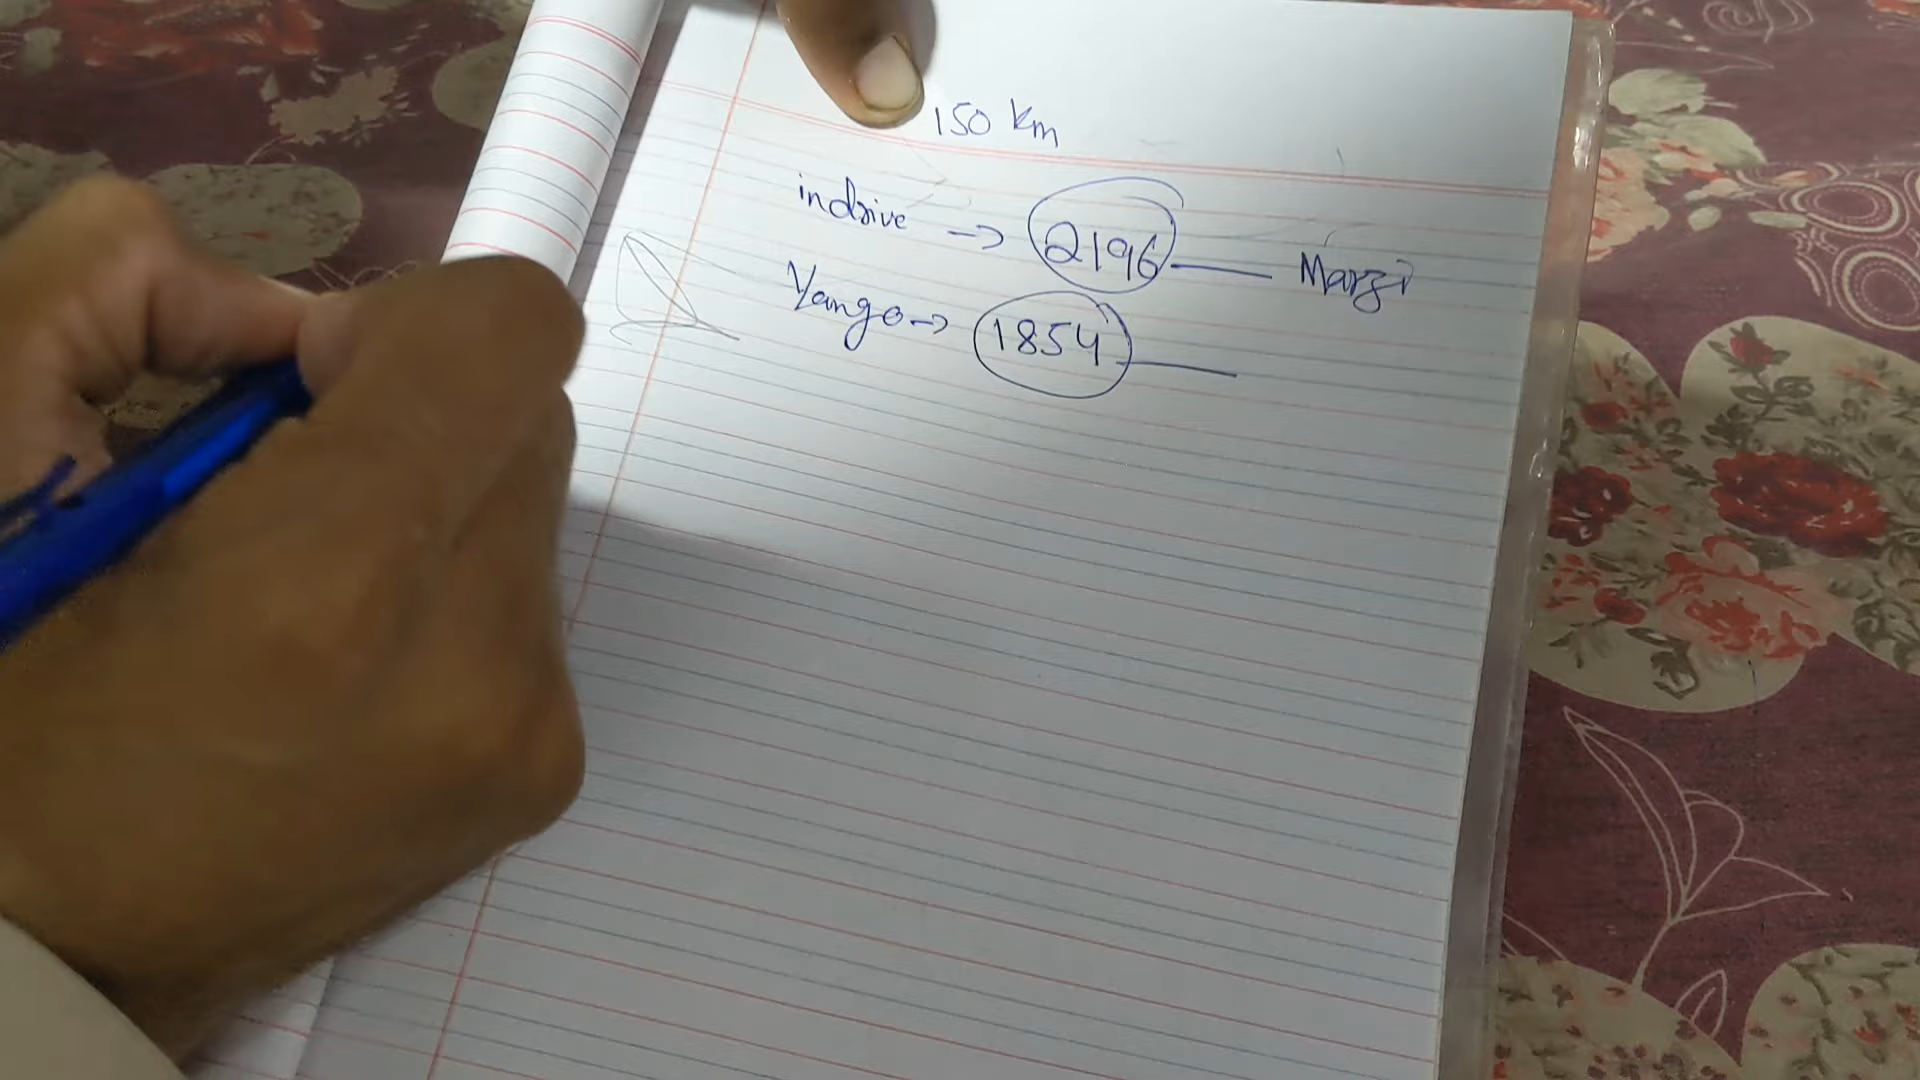 150 Km
indrive → 2196 — Marzi
Yango → 1854 —